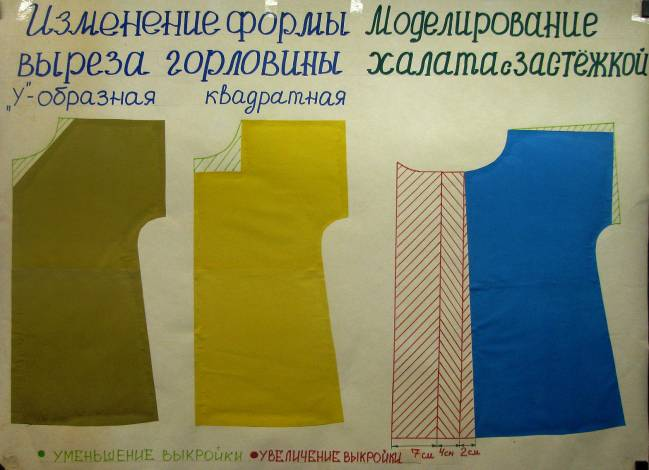 Изменение формы
выреза горловины
„У"-образная квадратная
Моделирование
халата с застёжкой
7см 4см 2см
• уменьшение выкройки • увеличение выкройки